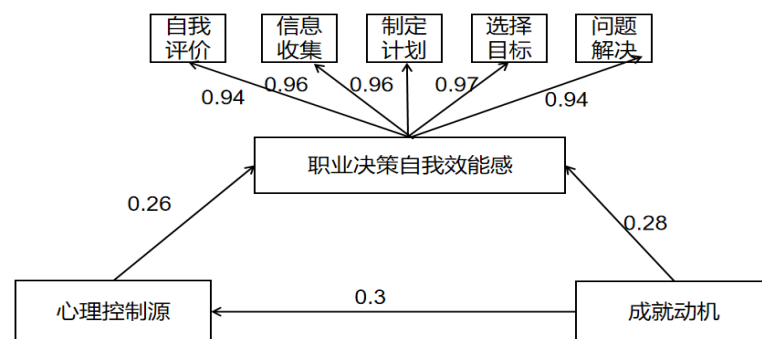 自我
评价
信息
收集
制定
计划
选择
目标
问题
解决
0.94
0.96
0.96
0.97
0.94
职业决策自我效能感
0.26
0.28
心理控制源
0.3
成就动机